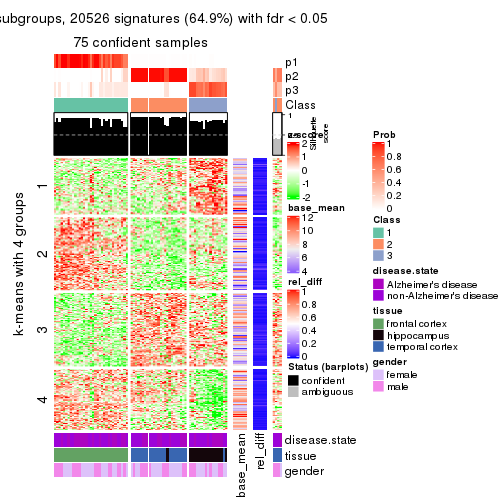 subgroups, 20526 signatures (64.9%) with fdr < 0.05
75 confident samples
p1
p2
p3
Class
1
Silhouette
score
k-means with 4 groups
1
2
3
4
z-score
2
1
0
-1
-2
base_mean
12
10
8
6
4
rel_diff
1
0.8
0.6
0.4
0.2
0
Status (barplots)
confident
ambiguous
Prob
1
0.8
0.6
0.4
0.2
0
Class
1
2
3
disease.state
Alzheimer's disease
non-Alzheimer's disease
tissue
frontal cortex
hippocampus
temporal cortex
gender
female
male
disease.state
tissue
gender
base_mean
rel_diff